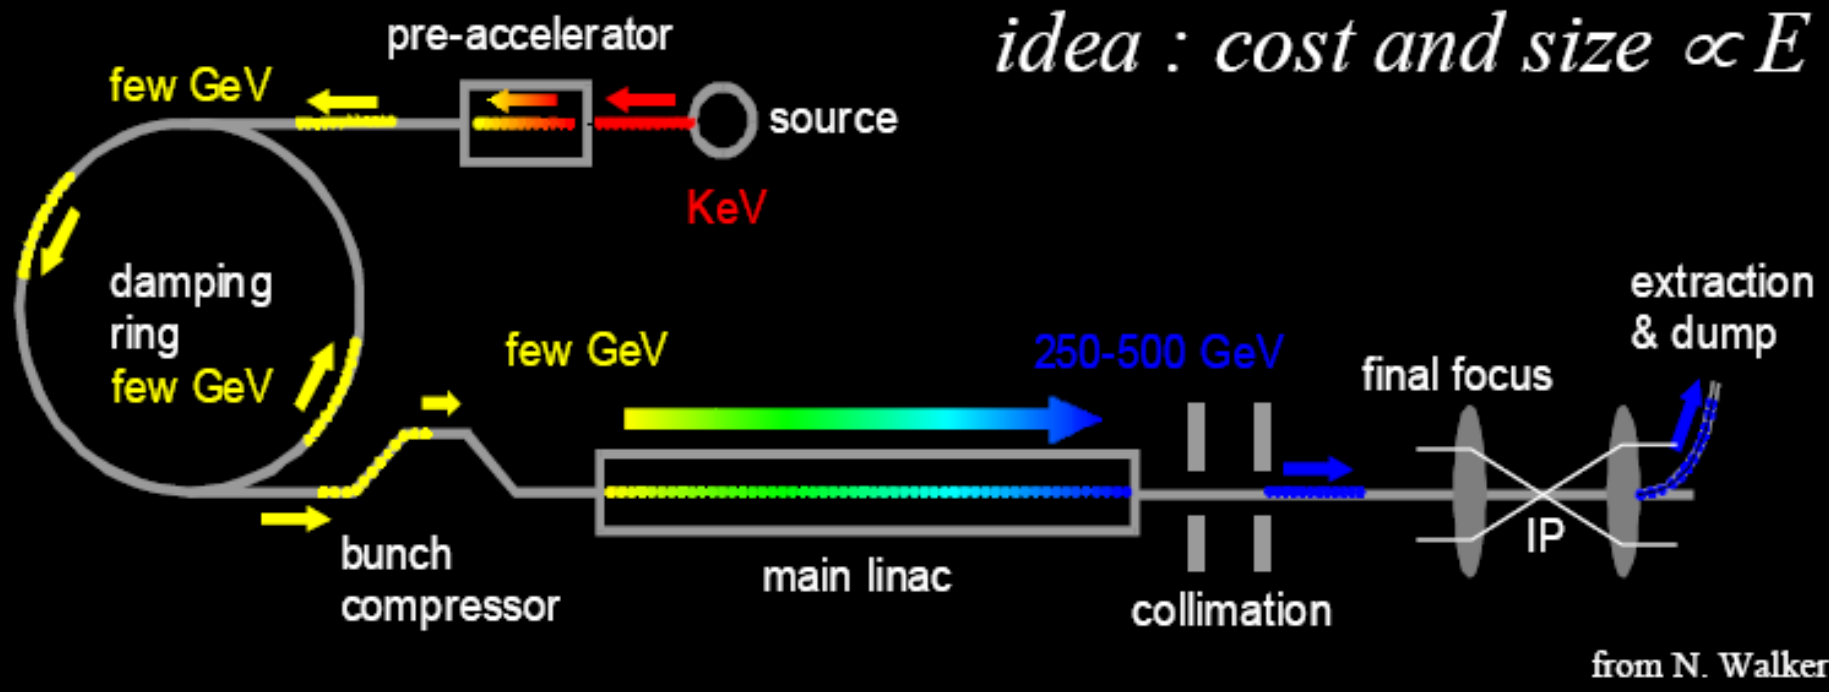 idea : cost and size ∝ E
pre-accelerator
few GeV
source
KeV
damping
ring
few GeV
few GeV
250-500 GeV
extraction
& dump
final focus
IP
bunch
compressor
main linac
collimation
from N. Walker